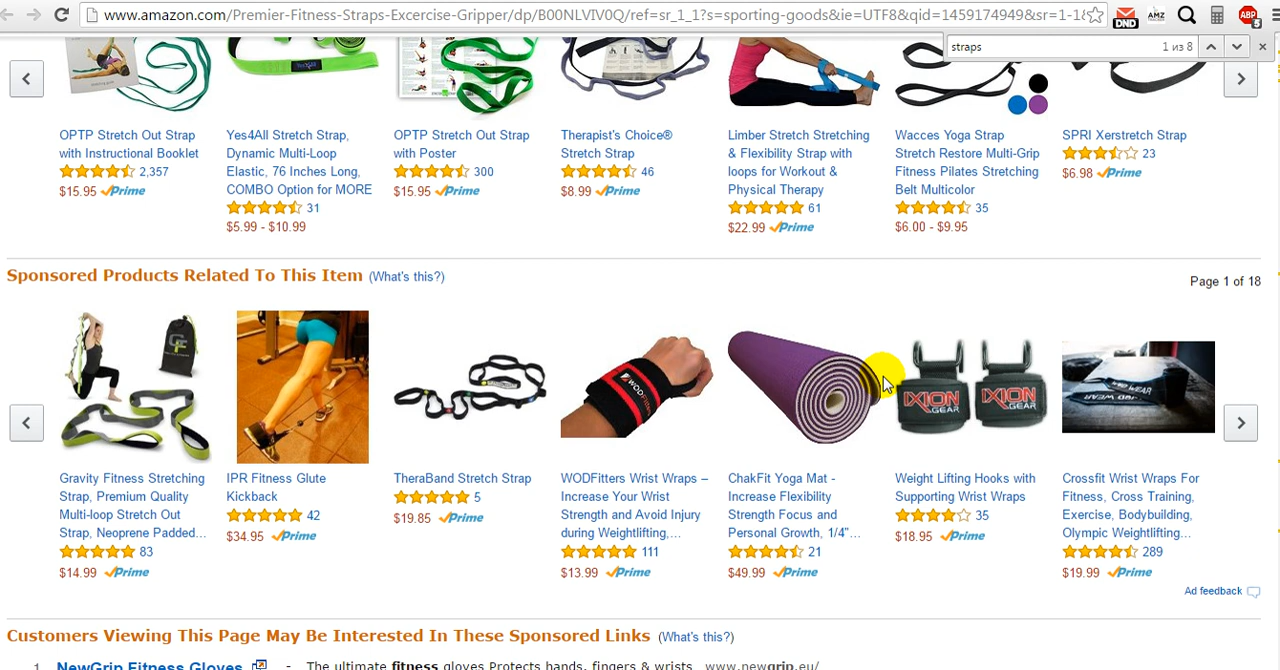 www.amazon.com/Premier-Fitness-Straps-Excercise-Gripper/dp/B00NLVIV0Q/ref=sr_1_1?s=sporting-goods&ie=UTF8&qid=1459174949&sr=1-1&
DND
AMZ
ABP
5
straps 1 из 8
OPTP Stretch Out Strap
with Instructional Booklet
2,357
$15.95 Prime
Yes4All Stretch Strap,
Dynamic Multi-Loop
Elastic, 76 Inches Long,
COMBO Option for MORE
31
$5.99 - $10.99
OPTP Stretch Out Strap
with Poster
300
$15.95 Prime
Therapist's Choice®
Stretch Strap
46
$8.99 Prime
Limber Stretch Stretching
& Flexibility Strap with
loops for Workout &
Physical Therapy
61
$22.99 Prime
Wacces Yoga Strap
Stretch Restore Multi-Grip
Fitness Pilates Stretching
Belt Multicolor
35
$6.00 - $9.95
SPRI Xerstretch Strap
23
$6.98 Prime
Sponsored Products Related To This Item (What's this?)
Page 1 of 18
GF
WOD
IXION
GEAR
IXION
GEAR
WOD WEAR
Gravity Fitness Stretching
Strap, Premium Quality
Multi-loop Stretch Out
Strap, Neoprene Padded...
83
$14.99 Prime
IPR Fitness Glute
Kickback
42
$34.95 Prime
TheraBand Stretch Strap
5
$19.85 Prime
WODFitters Wrist Wraps –
Increase Your Wrist
Strength and Avoid Injury
during Weightlifting,...
111
$13.99 Prime
ChakFit Yoga Mat -
Increase Flexibility
Strength Focus and
Personal Growth, 1/4"...
21
$49.99 Prime
Weight Lifting Hooks with
Supporting Wrist Wraps
35
$18.95 Prime
Crossfit Wrist Wraps For
Fitness, Cross Training,
Exercise, Bodybuilding,
Olympic Weightlifting...
289
$19.99 Prime
Ad feedback
Customers Viewing This Page May Be Interested In These Sponsored Links (What's this?)
1. NewGrip Fitness Gloves - The ultimate fitness gloves Protects hands, fingers & wrists www.newgrip.eu/